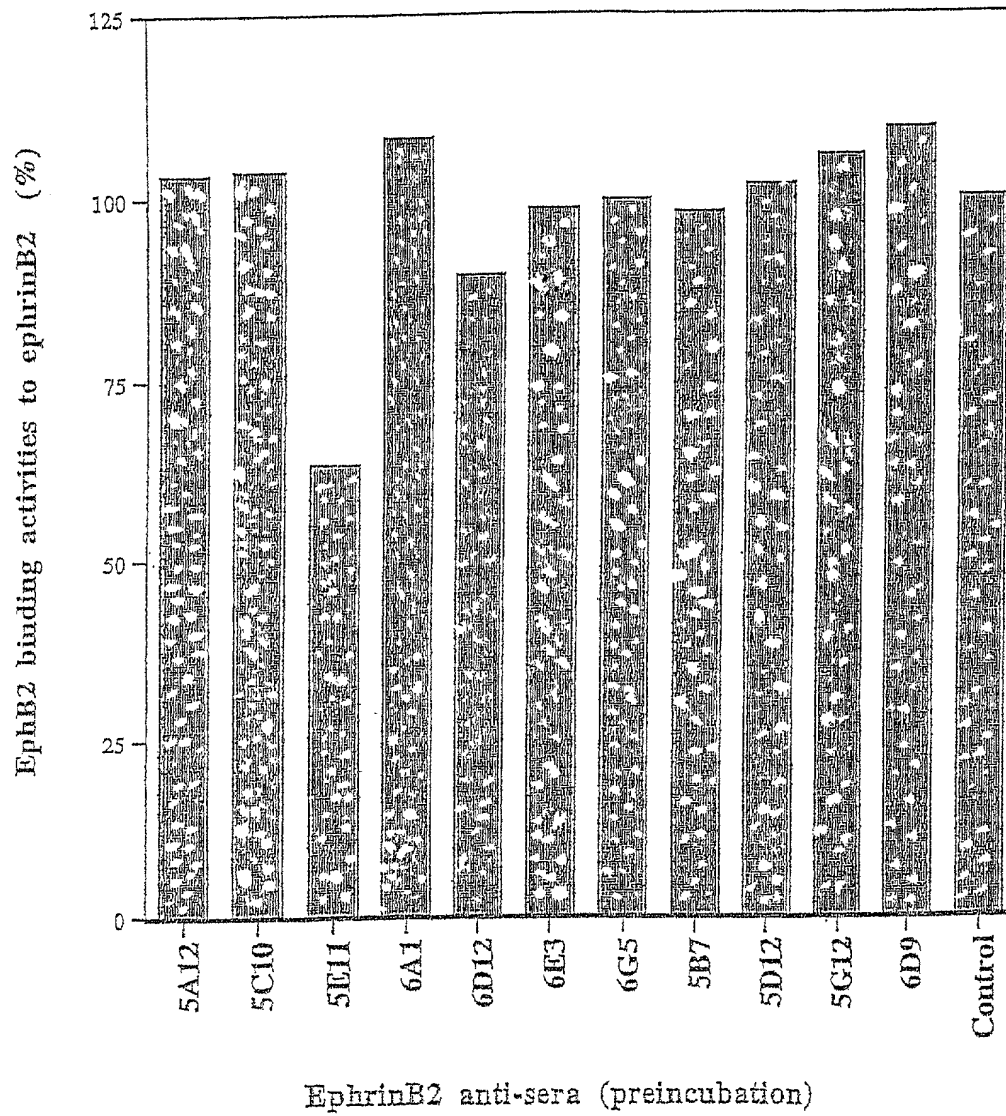 EphB2 binding activities to ephrinB2 (%)
125
100
75
50
25
0
5A12
5C10
5E11
6A1
6D12
6E3
6G5
5B7
5D12
5G12
6D9
Control
EphrinB2 anti-sera (preincubation)